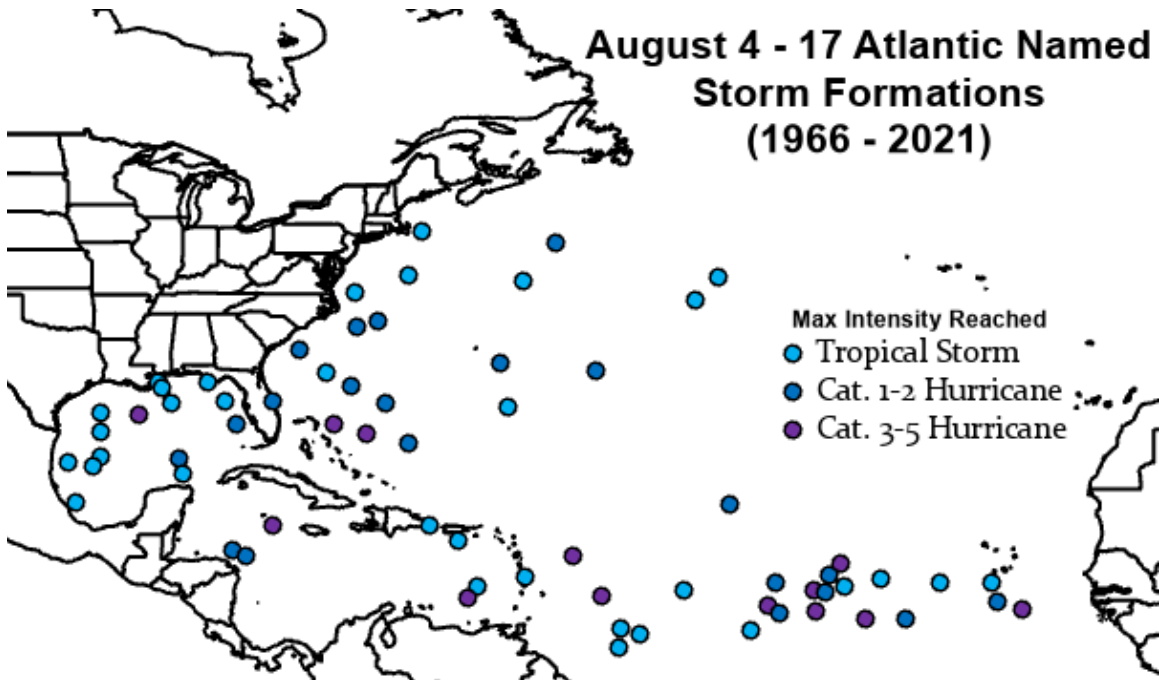 August 4 - 17 Atlantic Named
Storm Formations
(1966 - 2021)
Max Intensity Reached
Tropical Storm
Cat. 1-2 Hurricane
Cat. 3-5 Hurricane